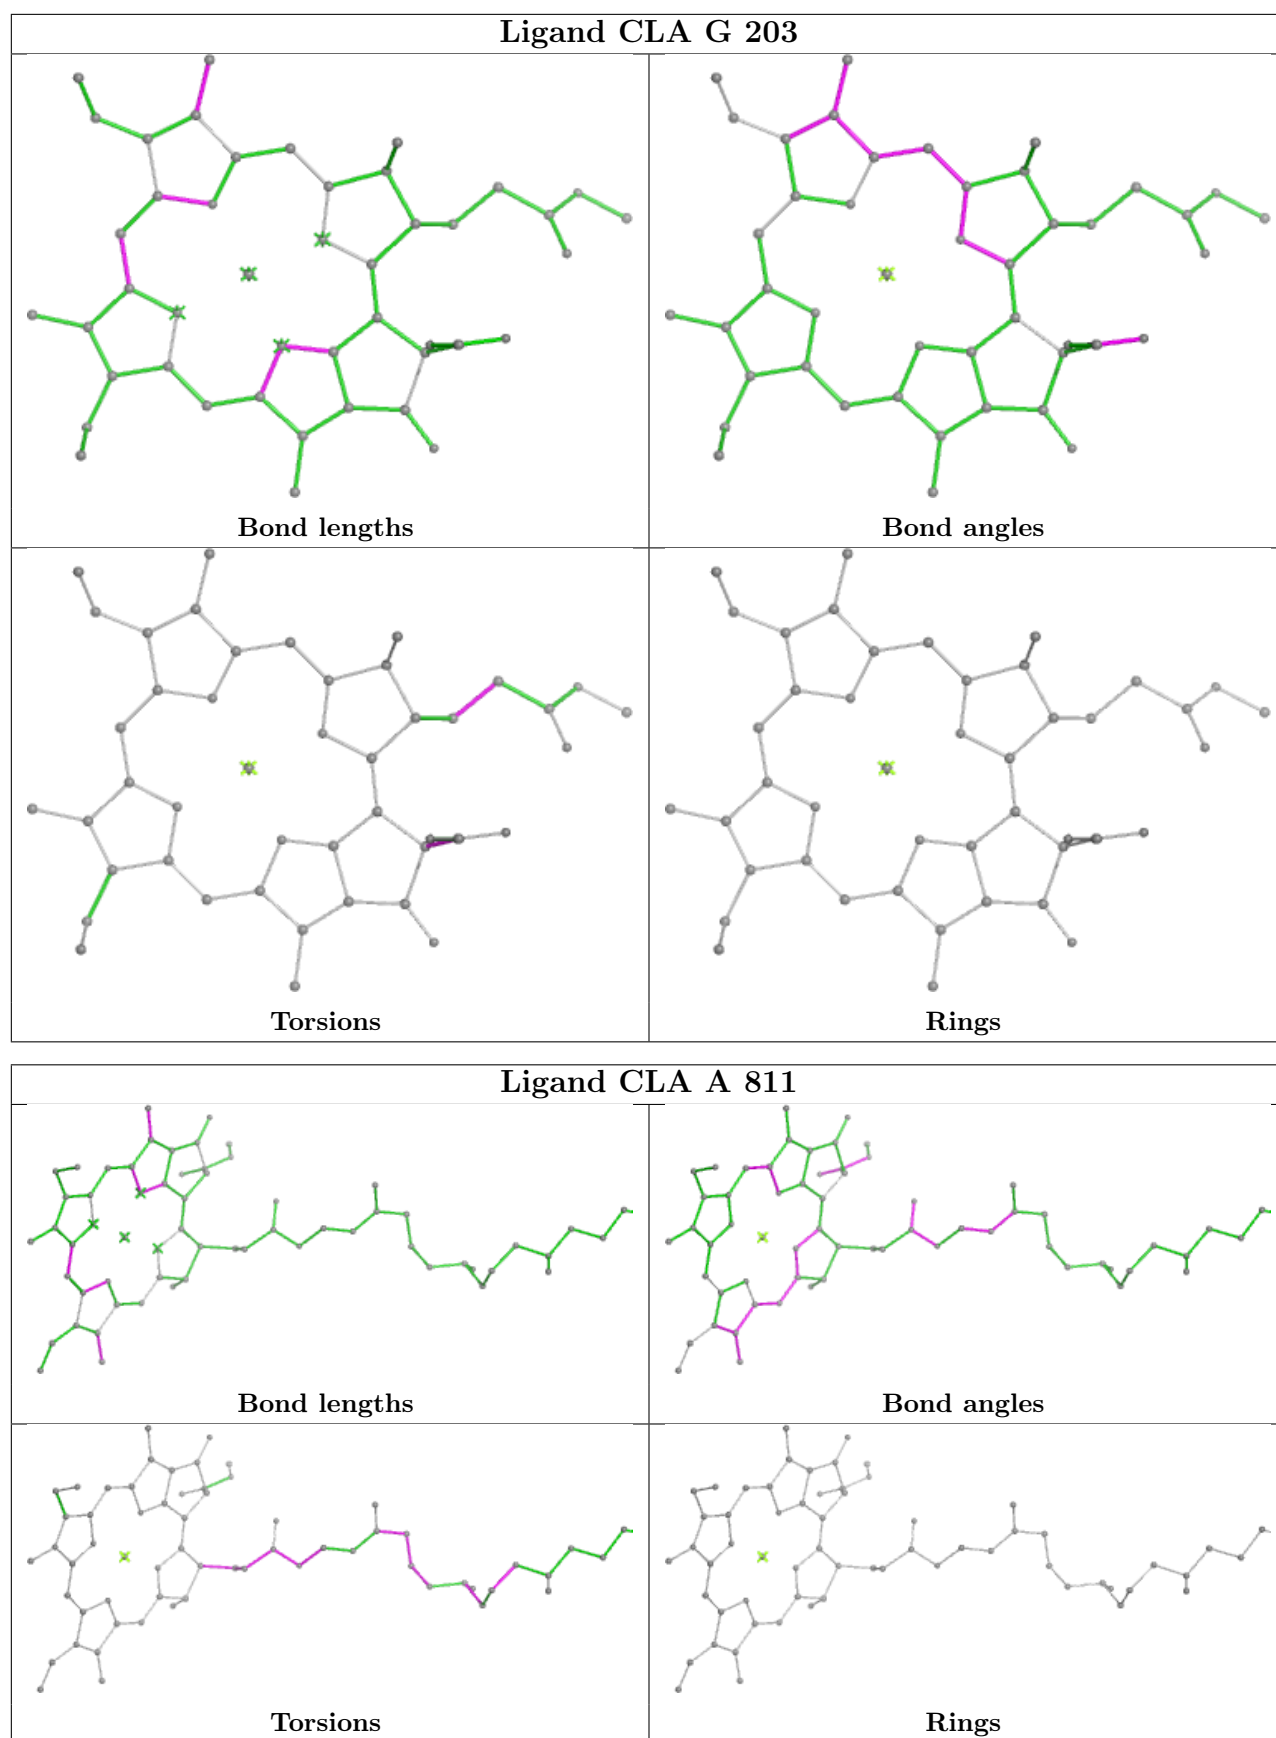 Ligand CLA G 203
Bond lengths
Bond angles
Torsions
Rings
Ligand CLA A 811
Bond lengths
Bond angles
Torsions
Rings